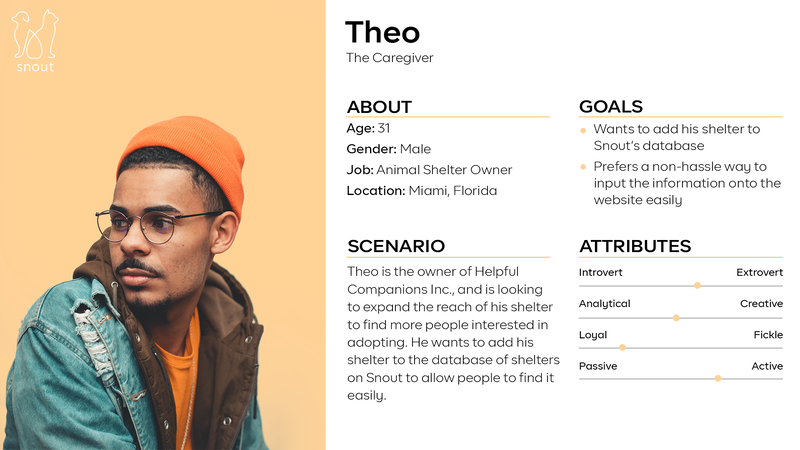 snout
Theo
The Caregiver
ABOUT
Age: 31
Gender: Male
Job: Animal Shelter Owner
Location: Miami, Florida
GOALS
Wants to add his shelter to
Snout's database
Prefers a non-hassle way to
input the information onto the
website easily
SCENARIO
Theo is the owner of Helpful
Companions Inc., and is looking
to expand the reach of his shelter
to find more people interested in
adopting. He wants to add his
shelter to the database of shelters
on Snout to allow people to find it
easily.
ATTRIBUTES
Introvert Extrovert
Analytical Creative
Loyal Fickle
Passive Active